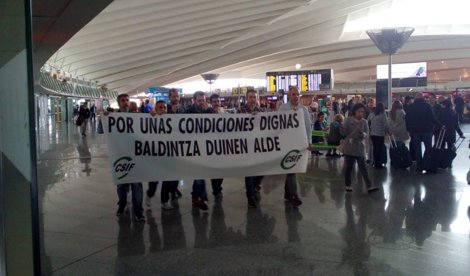 POR UNAS CONDICIONES DIGNAS
BALDINTZA DUINEN ALDE
CSIF
CSIF